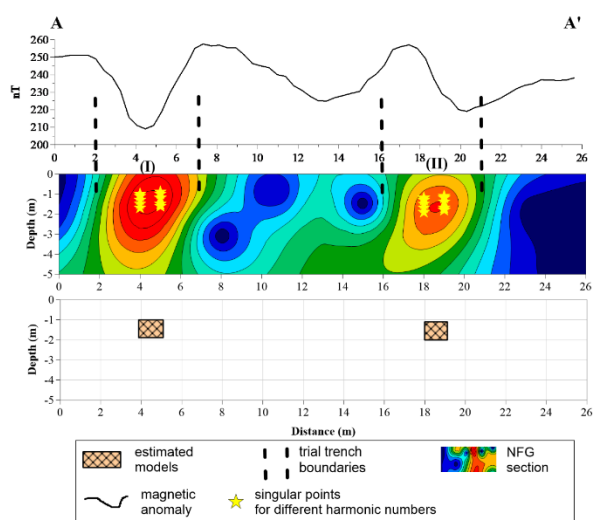 A A'
260
250
240
230
220
210
200
nT
0 2 4 6 8 10 12 14 16 18 20 22 24 26
(I) (II)
0
-1
-2
-3
-4
-5
Depth (m)
0 2 4 6 8 10 12 14 16 18 20 22 24 26
0
-1
-2
-3
-4
-5
Depth (m)
0 2 4 6 8 10 12 14 16 18 20 22 24 26
Distance (m)
estimated models
trial trench boundaries
NFG section
magnetic anomaly
singular points for different harmonic numbers